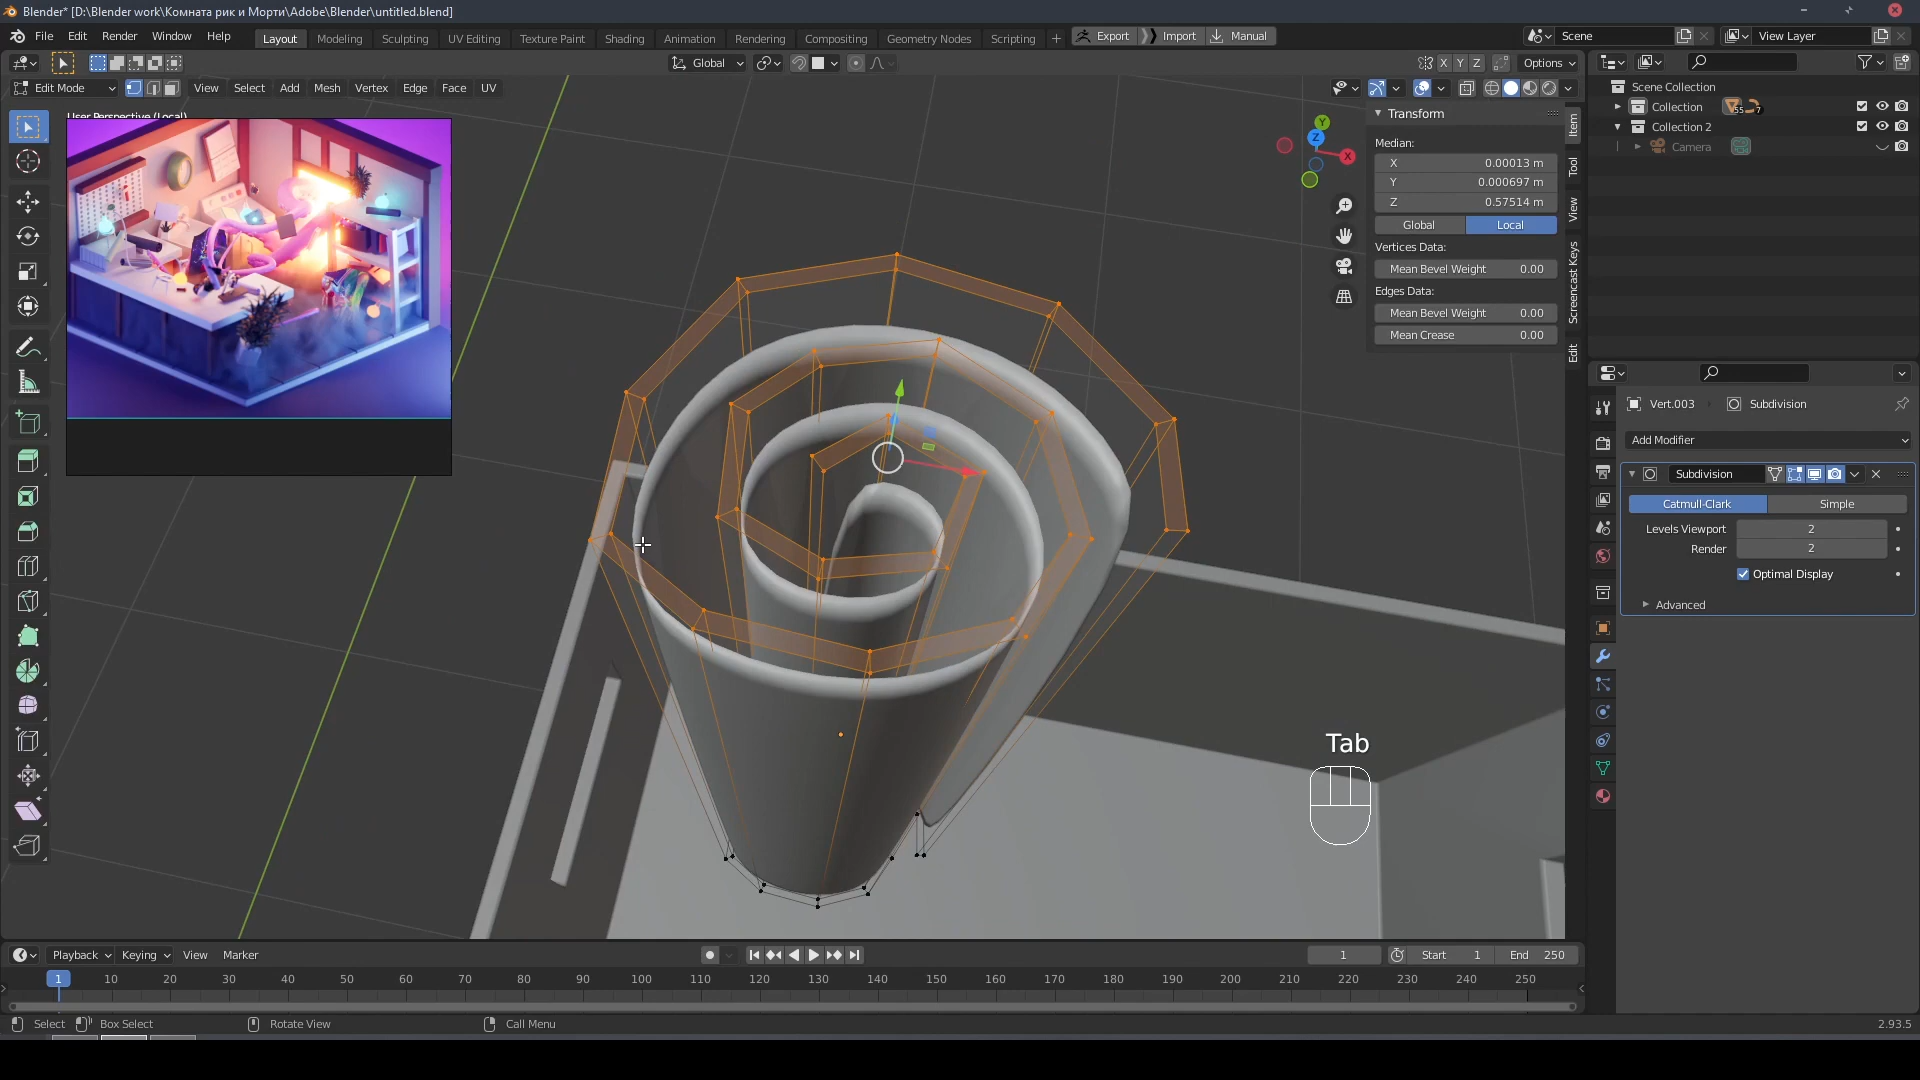 Blender* [D:\Blender work\Комната рик и Морти\Adobe\Blender\untitled.blend]
File Edit Render Window Help Layout Modeling Sculpting UV Editing Texture Paint Shading Animation Rendering Compositing Geometry Nodes Scripting + Export Import Manual Scene View Layer
Global X Y Z Options
Edit Mode View Select Add Mesh Vertex Edge Face UV
User Perspective (Local)
Scene Collection
Collection 55 7
Collection 2
Camera
Transform
Median:
X 0.00013 m
Y 0.000697 m
Z 0.57514 m
Global Local
Vertices Data:
Mean Bevel Weight 0.00
Edges Data:
Mean Bevel Weight 0.00
Mean Crease 0.00
Item
Tool
View
Screencast Keys
Edit
Y
Z
X
Vert.003 Subdivision
Add Modifier
Subdivision
Catmull-Clark Simple
Levels Viewport 2
Render 2
Optimal Display
Advanced
Tab
Playback Keying View Marker 1 Start 1 End 250
1 10 20 30 40 50 60 70 80 90 100 110 120 130 140 150 160 170 180 190 200 210 220 230 240 250
Select Box Select Rotate View Call Menu 2.93.5